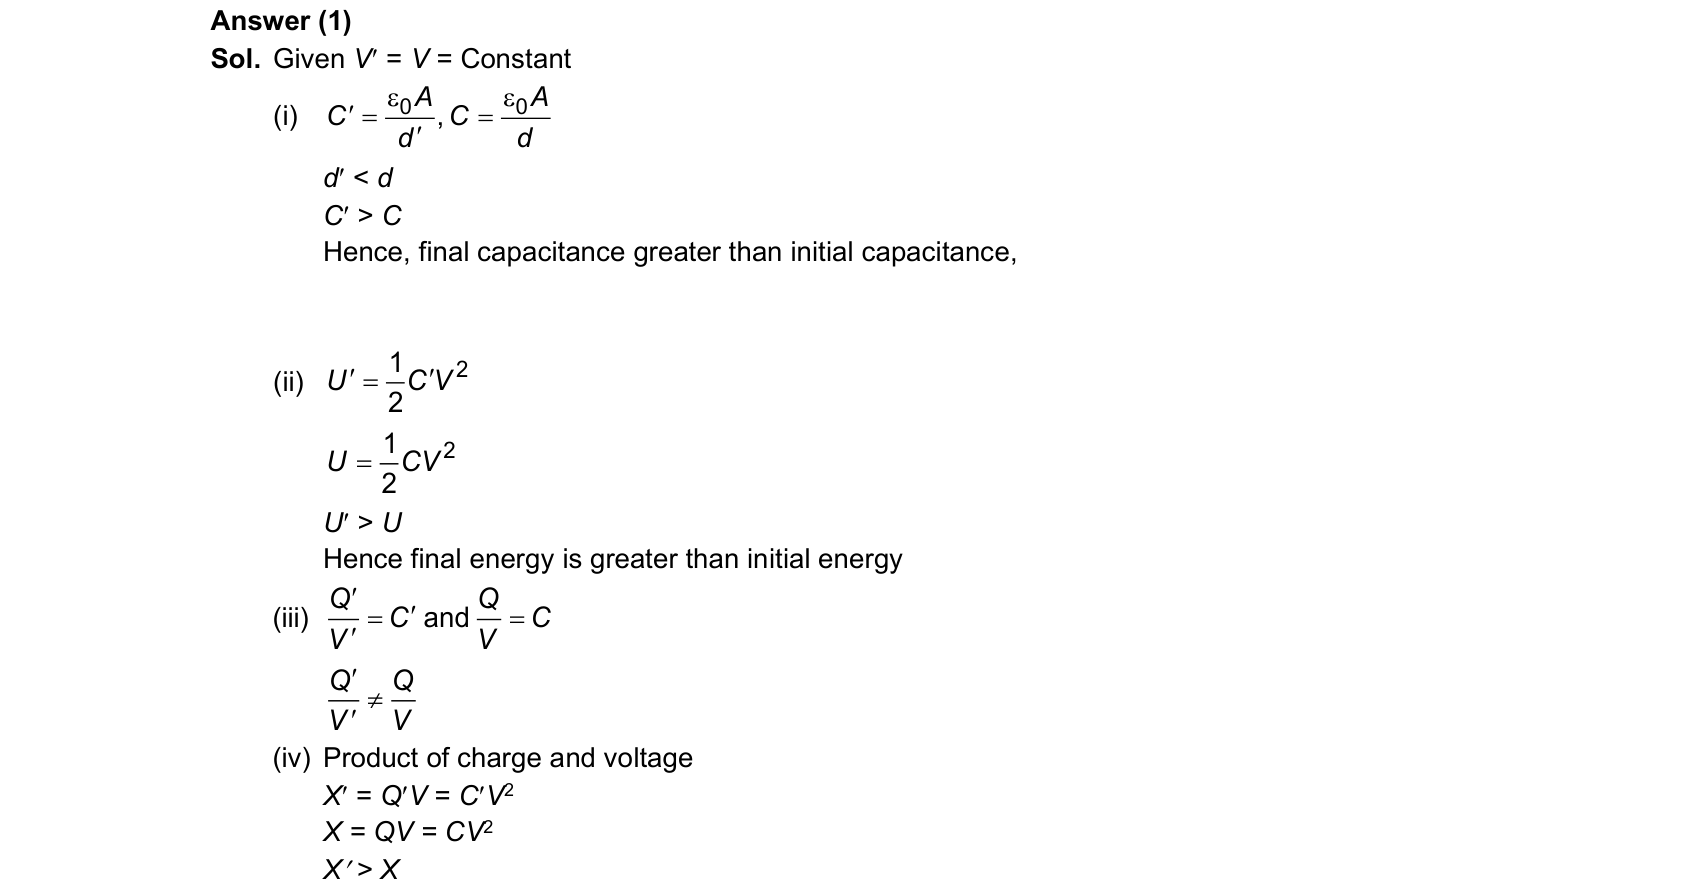 Answer (1)
Sol. Given V′ = V = Constant
(i) C′ = ε₀A/d′, C = ε₀A/d
d′ < d
C′ > C
Hence, final capacitance greater than initial capacitance,
(ii) U′ = 1/2 C′V²
U = 1/2 CV²
U′ > U
Hence final energy is greater than initial energy
(iii) Q′/V′ = C′ and Q/V = C
Q′/V′ ≠ Q/V
(iv) Product of charge and voltage
X′ = Q′V = C′V²
X = QV = CV²
X′ > X